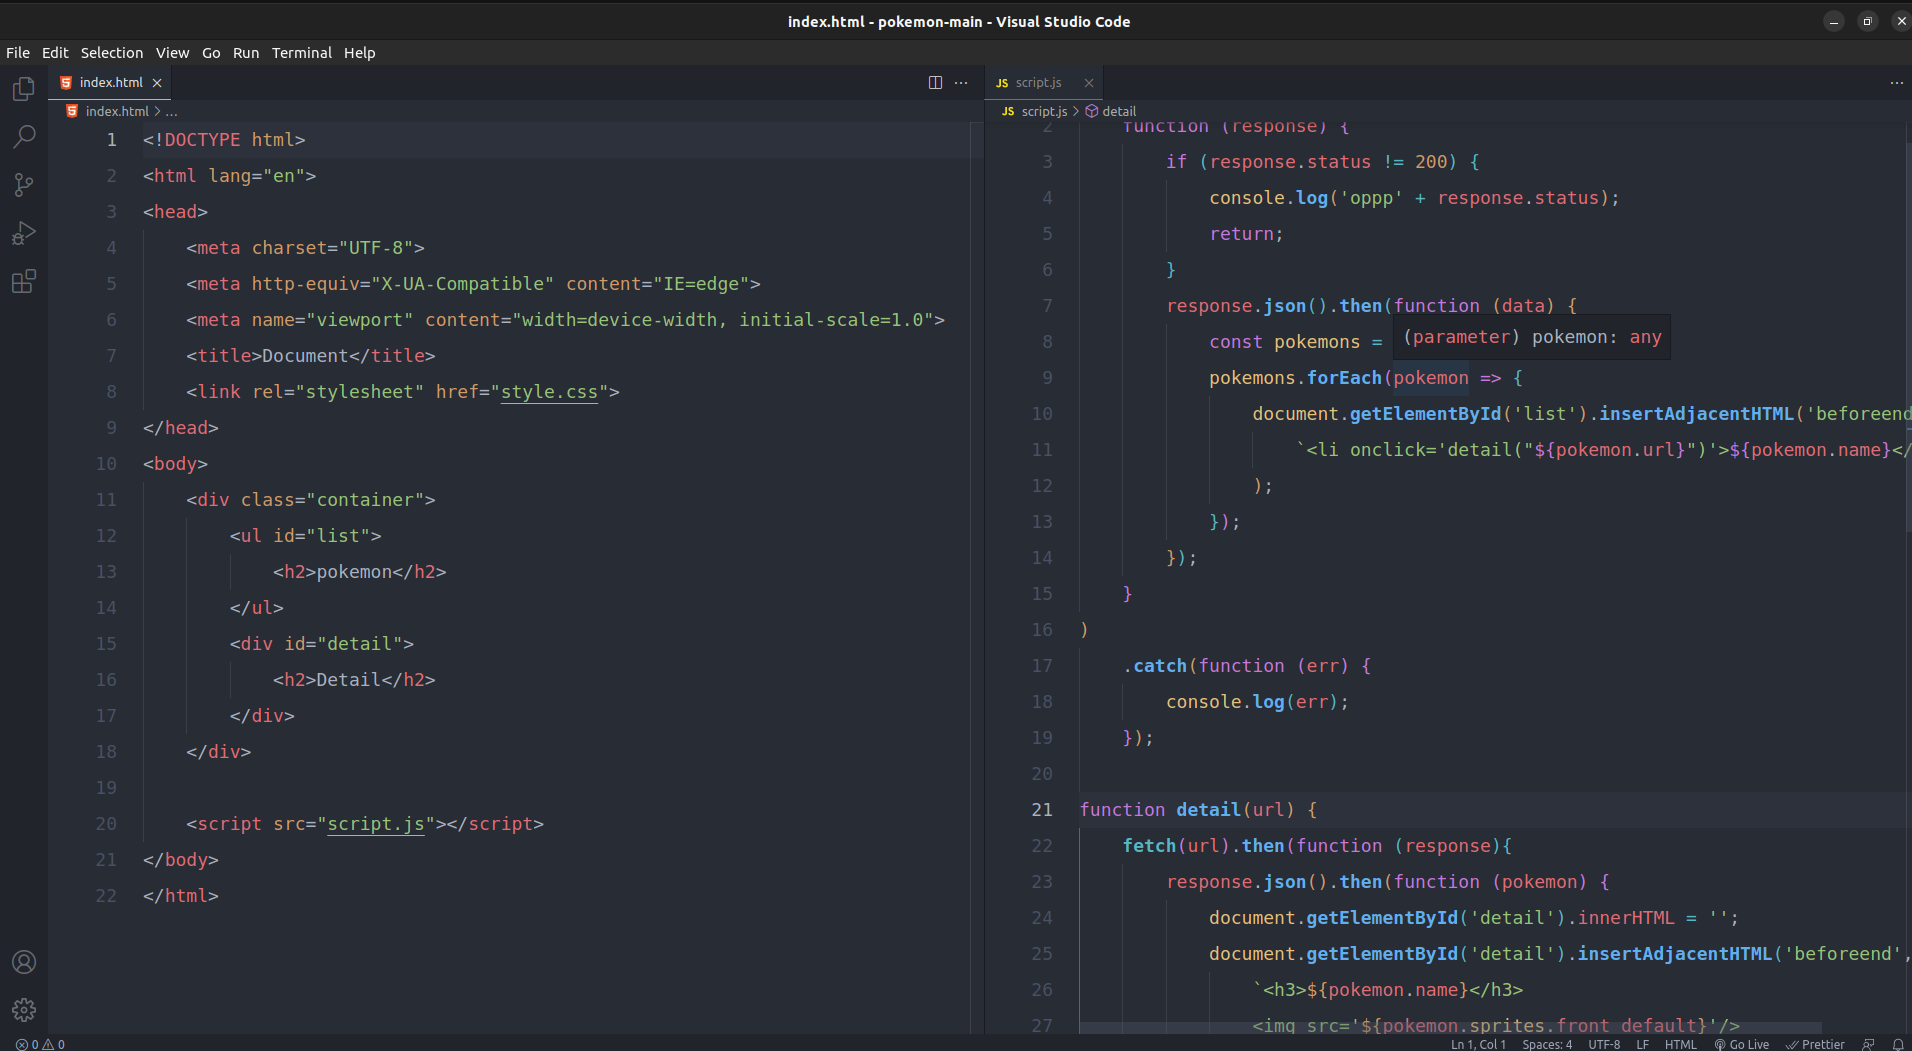 index.html - pokemon-main - Visual Studio Code
File Edit Selection View Go Run Terminal Help
index.html
index.html > ...
1 <!DOCTYPE html>
2 <html lang="en">
3 <head>
4 <meta charset="UTF-8">
5 <meta http-equiv="X-UA-Compatible" content="IE=edge">
6 <meta name="viewport" content="width=device-width, initial-scale=1.0">
7 <title>Document</title>
8 <link rel="stylesheet" href="style.css">
9 </head>
10 <body>
11 <div class="container">
12 <ul id="list">
13 <h2>pokemon</h2>
14 </ul>
15 <div id="detail">
16 <h2>Detail</h2>
17 </div>
18 </div>
19
20 <script src="script.js"></script>
21 </body>
22 </html>
JS script.js
JS script.js > detail
2 function (response) {
3 if (response.status != 200) {
4 console.log('oppp' + response.status);
5 return;
6 }
7 response.json().then(function (data) {
(parameter) pokemon: any
8 const pokemons =
9 pokemons.forEach(pokemon => {
10 document.getElementById('list').insertAdjacentHTML('beforeend
11 `<li onclick='detail("${pokemon.url}")'>${pokemon.name}</
12 );
13 });
14 });
15 }
16 )
17 .catch(function (err) {
18 console.log(err);
19 });
20
21 function detail(url) {
22 fetch(url).then(function (response){
23 response.json().then(function (pokemon) {
24 document.getElementById('detail').innerHTML = '';
25 document.getElementById('detail').insertAdjacentHTML('beforeend',
26 `<h3>${pokemon.name}</h3>
27 <img src='${pokemon.sprites.front_default}'/>
0 0 Ln 1, Col 1 Spaces: 4 UTF-8 LF HTML Go Live Prettier